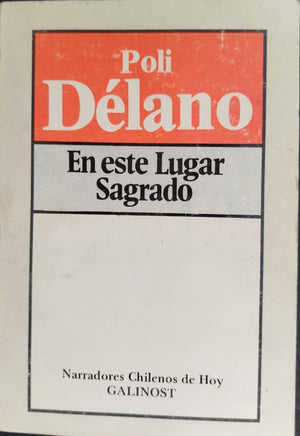 Poli
Délano
En este Lugar
Sagrado
Narradores Chilenos de Hoy
GALINOST